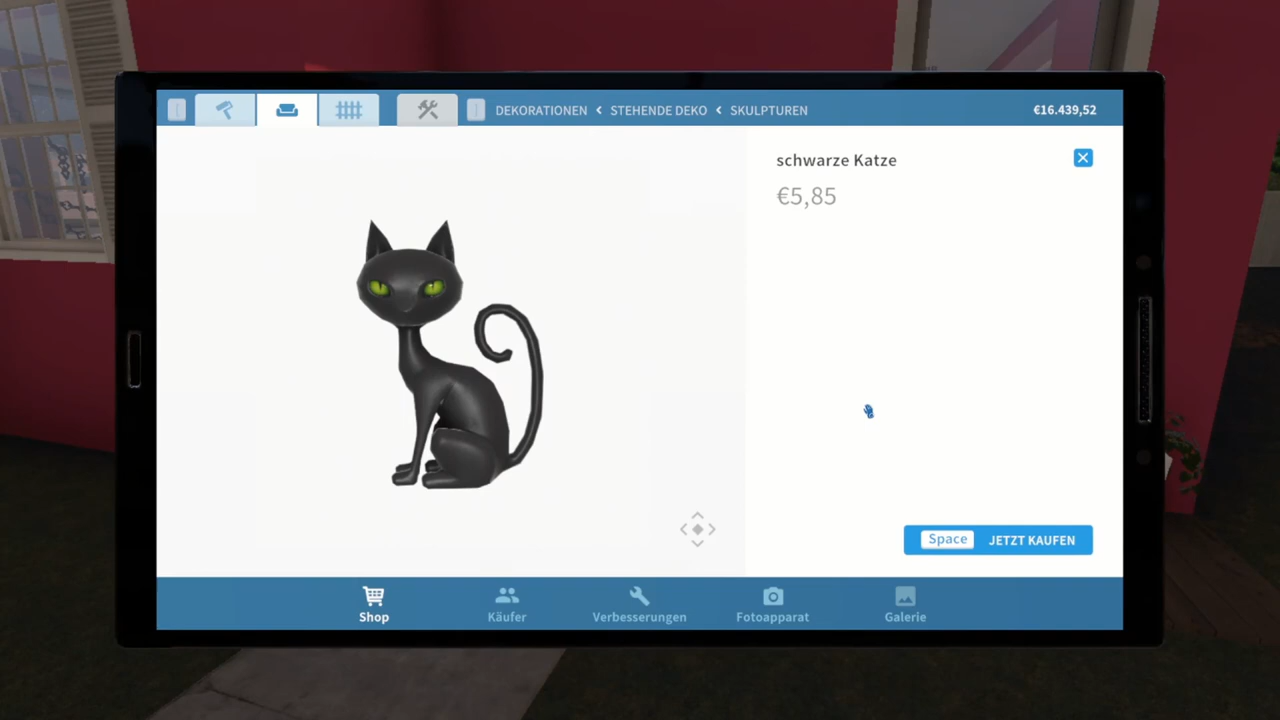 DEKORATIONEN < STEHENDE DEKO < SKULPTUREN
€16.439,52
schwarze Katze
€5,85
Space JETZT KAUFEN
Shop Käufer Verbesserungen Fotoapparat Galerie